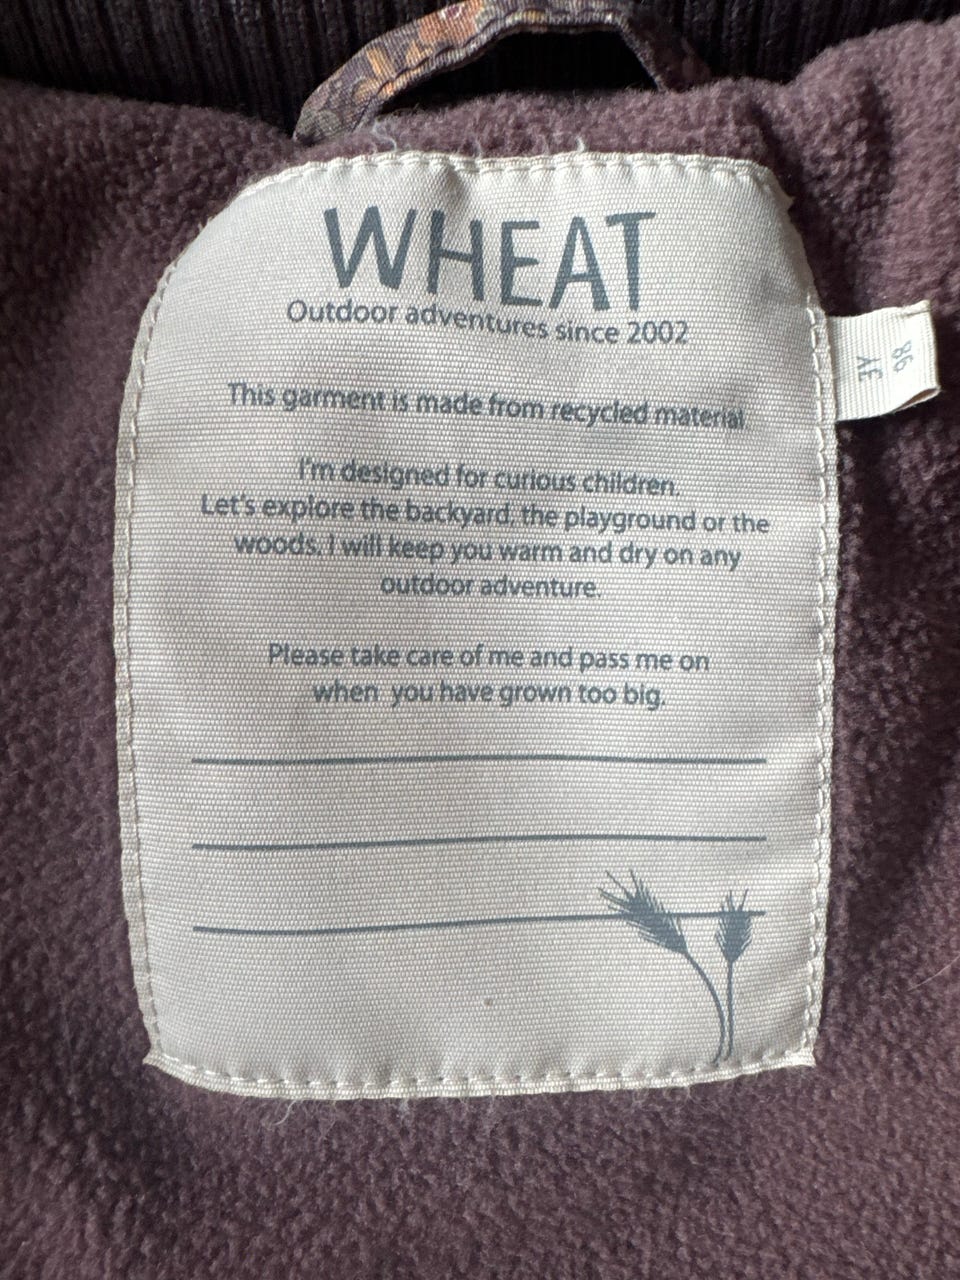 WHEAT
Outdoor adventures since 2002
This garment is made from recycled material.
I'm designed for curious children.
Let's explore the backyard, the playground or the
woods. I will keep you warm and dry on any
outdoor adventure.
Please take care of me and pass me on
when you have grown too big.
98
3Y